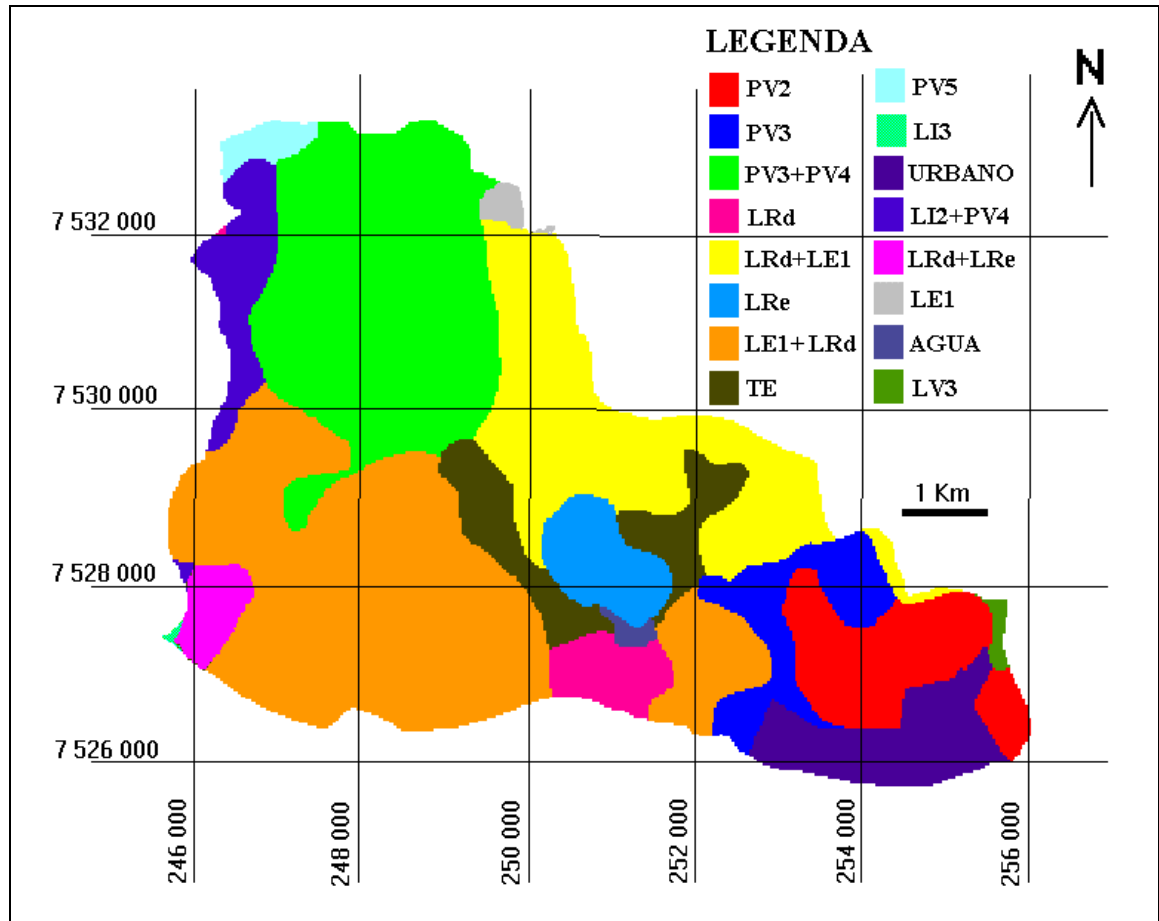 LEGENDA
N
PV2
PV5
PV3
LI3
PV3+PV4
URBANO
LRd
LI2+PV4
LRd+LE1
LRd+LRe
LRe
LE1
LE1+LRd
AGUA
TE
LV3
7 532 000
7 530 000
1 Km
7 528 000
7 526 000
246 000
248 000
250 000
252 000
254 000
256 000